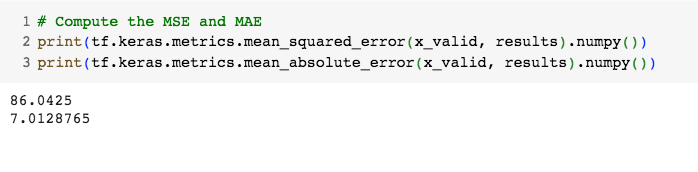 1 # Compute the MSE and MAE
2 print(tf.keras.metrics.mean_squared_error(x_valid, results).numpy())
3 print(tf.keras.metrics.mean_absolute_error(x_valid, results).numpy())
86.0425
7.0128765